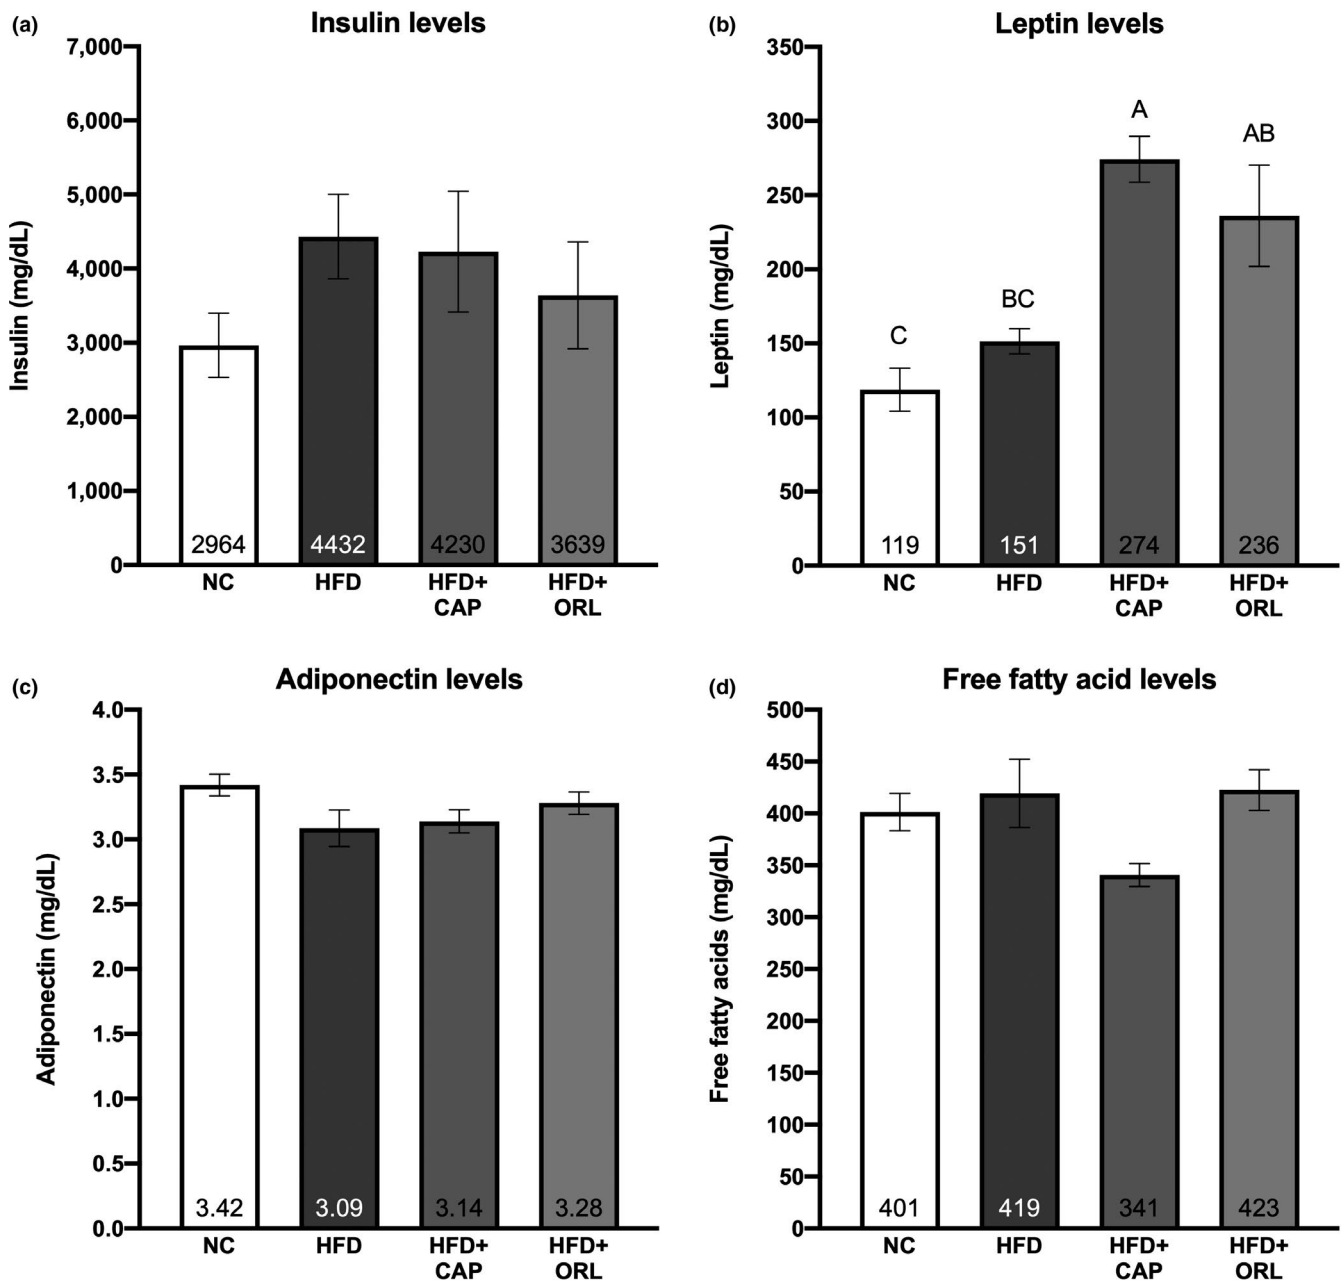 (a)
Insulin levels
7,000
6,000
5,000
4,000
3,000
2,000
1,000
0
Insulin (mg/dL)
2964
4432
4230
3639
NC
HFD
HFD+
CAP
HFD+
ORL
(b)
Leptin levels
350
300
250
200
150
100
50
0
Leptin (mg/dL)
C
BC
A
AB
119
151
274
236
NC
HFD
HFD+
CAP
HFD+
ORL
(c)
Adiponectin levels
4.0
3.5
3.0
2.5
2.0
1.5
1.0
0.5
0.0
Adiponectin (mg/dL)
3.42
3.09
3.14
3.28
NC
HFD
HFD+
CAP
HFD+
ORL
(d)
Free fatty acid levels
500
450
400
350
300
250
200
150
100
50
0
Free fatty acids (mg/dL)
401
419
341
423
NC
HFD
HFD+
CAP
HFD+
ORL